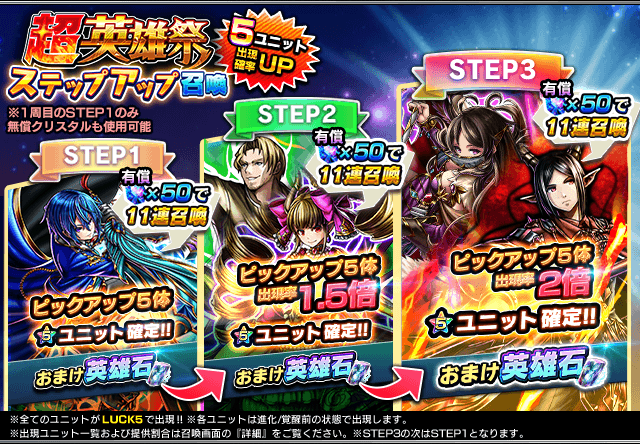 超英雄祭
ステップアップ召喚
5ユニット
出現確率UP
※1周目のSTEP1のみ
無償クリスタルも使用可能
STEP1
有償
×50で
11連召喚
ピックアップ5体
5 ユニット確定!!
おまけ英雄石
STEP2
有償
×50で
11連召喚
ピックアップ5体
出現率1.5倍
5 ユニット確定!!
おまけ英雄石
STEP3
有償
×50で
11連召喚
ピックアップ5体
出現率2倍
5 ユニット確定!!
おまけ英雄石
※全てのユニットがLUCK5で出現!!※各ユニットは進化/覚醒前の状態で出現します。
※出現ユニット一覧および提供割合は召喚画面の『詳細』をご覧ください。※STEP3の次はSTEP1となります。